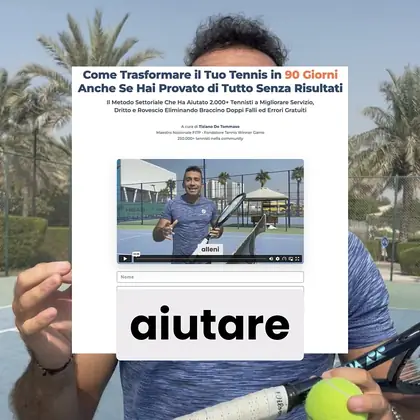 Come Trasformare il Tuo Tennis in 90 Giorni
Anche Se Hai Provato di Tutto Senza Risultati
Il Metodo Settoriale Che Ha Aiutato 2.000+ Tennisti a Migliorare Servizio,
Dritto e Rovescio Eliminando Braccino Doppi Falli ed Errori Gratuiti
A cura di Tiziano De Tommaso
Maestro Nazionale FITP - Fondatore Tennis Winner Game
250.000+ tennisti nella community
alleni
Nome
aiutare